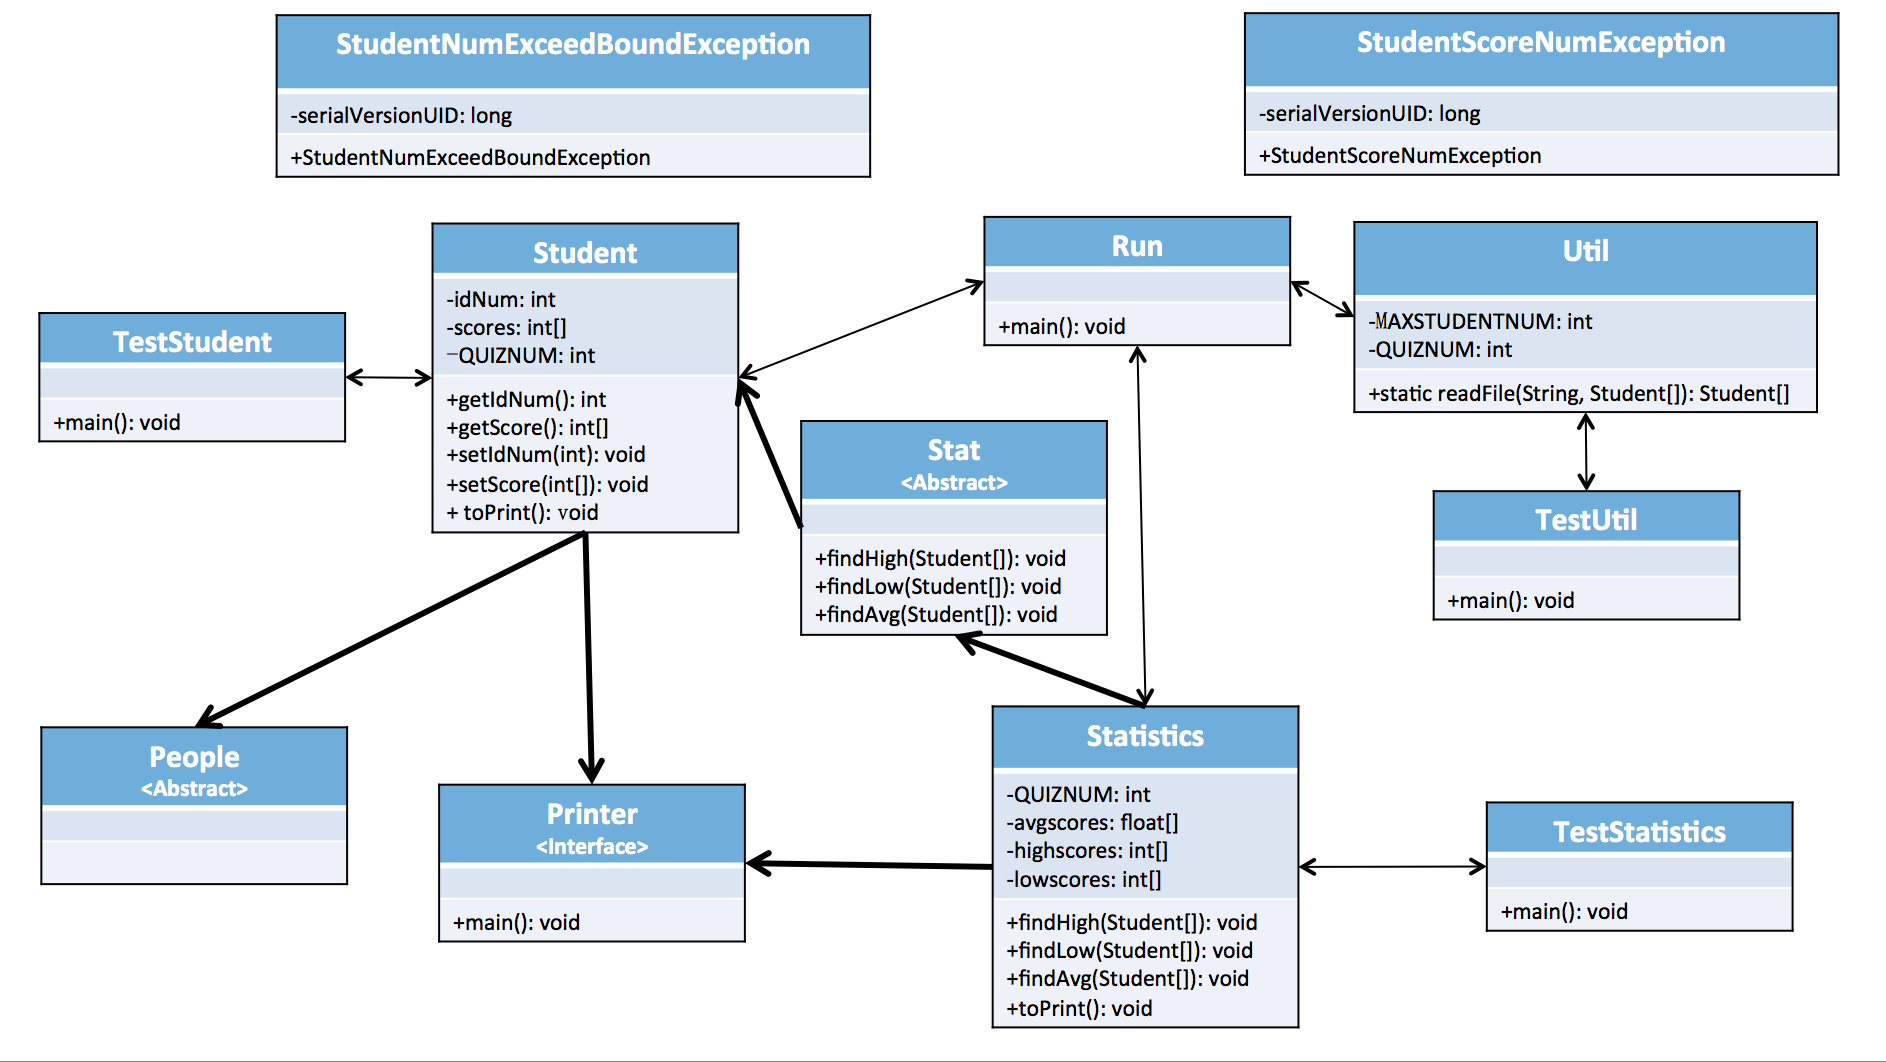 StudentNumExceedBoundException
-serialVersionUID: long
+StudentNumExceedBoundException
StudentScoreNumException
-serialVersionUID: long
+StudentScoreNumException
TestStudent
+main(): void
Student
-idNum: int
-scores: int[]
−QUIZNUM: int
+getIdNum(): int
+getScore(): int[]
+setIdNum(int): void
+setScore(int[]): void
+ toPrint(): void
Run
+main(): void
Util
-MAXSTUDENTNUM: int
-QUIZNUM: int
+static readFile(String, Student[]): Student[]
Stat
<Abstract>
+findHigh(Student[]): void
+findLow(Student[]): void
+findAvg(Student[]): void
TestUtil
+main(): void
People
<Abstract>
Printer
<Interface>
+main(): void
Statistics
-QUIZNUM: int
-avgscores: float[]
-highscores: int[]
-lowscores: int[]
+findHigh(Student[]): void
+findLow(Student[]): void
+findAvg(Student[]): void
+toPrint(): void
TestStatistics
+main(): void